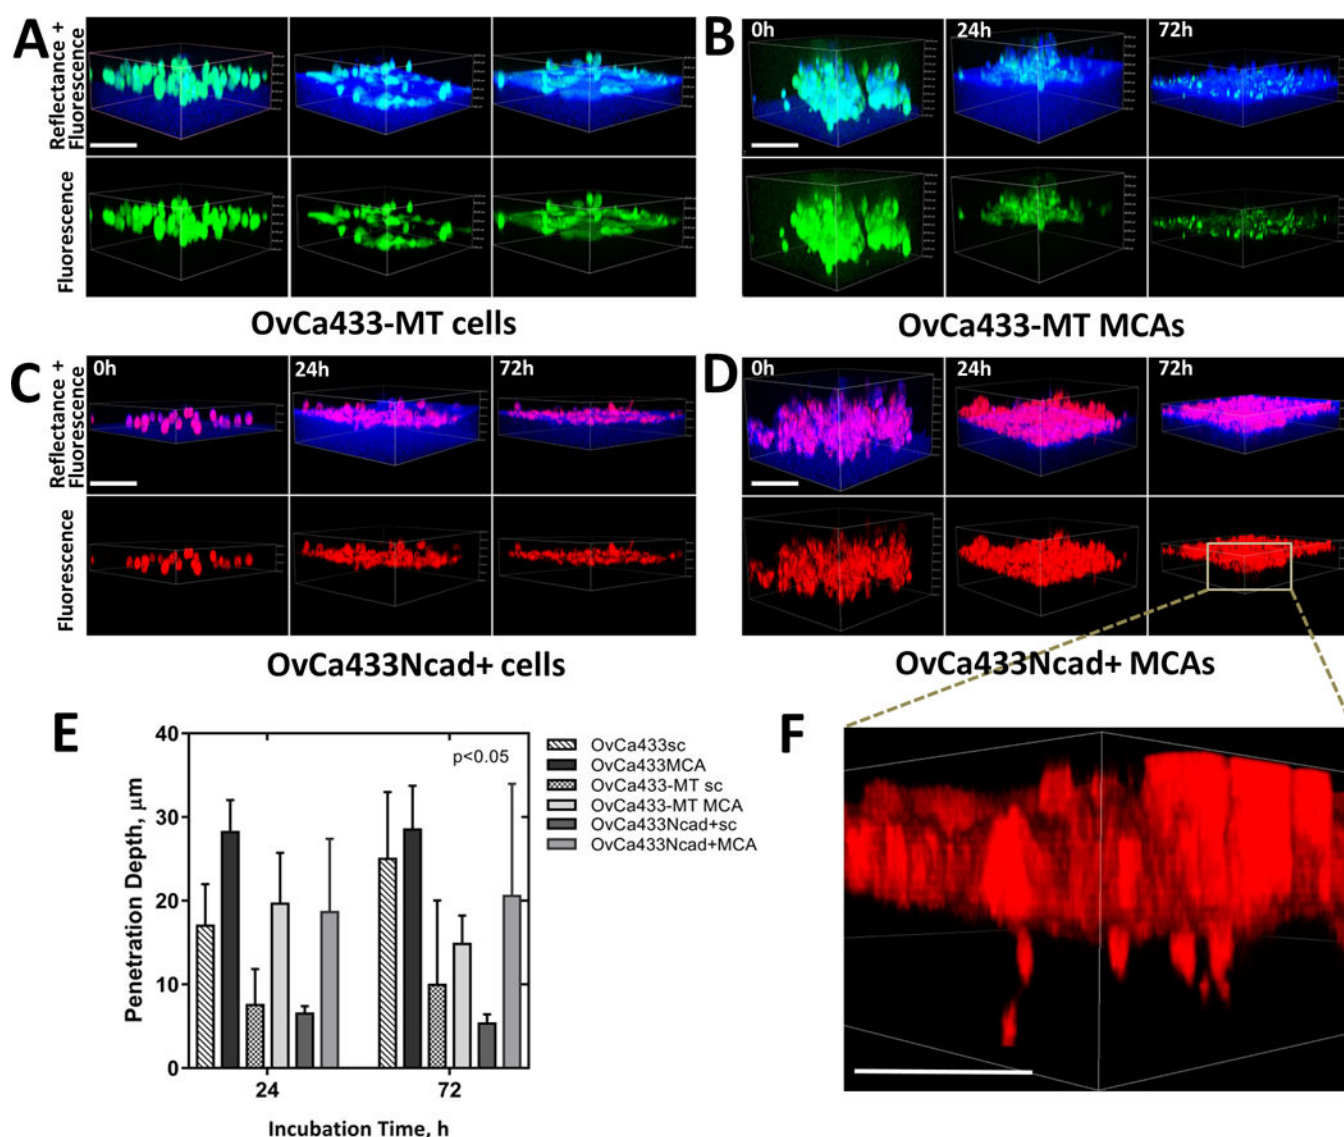 A
B
0h
24h
72h
Reflectance +
Fluorescence
Fluorescence
OvCa433-MT cells
OvCa433-MT MCAs
C
0h
24h
72h
D
0h
24h
72h
Reflectance +
Fluorescence
Fluorescence
OvCa433Ncad+ cells
OvCa433Ncad+ MCAs
E
40
30
20
10
0
Penetration Depth, μm
p<0.05
24
72
Incubation Time, h
OvCa433sc
OvCa433MCA
OvCa433-MT sc
OvCa433-MT MCA
OvCa433Ncad+sc
OvCa433Ncad+MCA
F